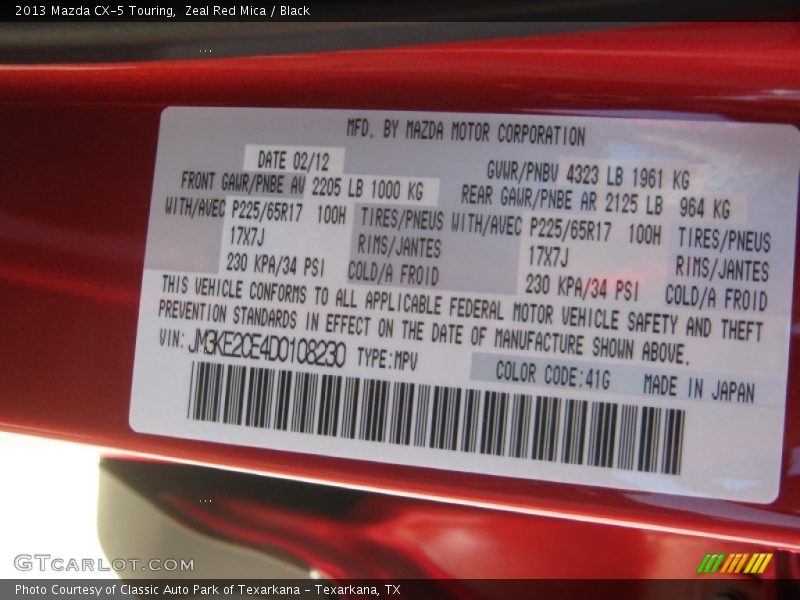 2013 Mazda CX-5 Touring,  Zeal Red Mica / Black
MFD. BY MAZDA MOTOR CORPORATION
DATE 02/12
GVWR/PNBV 4323 LB 1961 KG
FRONT GAWR/PNBE AV 2205 LB 1000 KG
REAR GAWR/PNBE AR 2125 LB 964 KG
WITH/AVEC P225/65R17 100H TIRES/PNEUS WITH/AVEC P225/65R17 100H TIRES/PNEUS
17X7J RIMS/JANTES 17X7J RIMS/JANTES
230 KPA/34 PSI COLD/A FROID 230 KPA/34 PSI COLD/A FROID
THIS VEHICLE CONFORMS TO ALL APPLICABLE FEDERAL MOTOR VEHICLE SAFETY AND THEFT
PREVENTION STANDARDS IN EFFECT ON THE DATE OF MANUFACTURE SHOWN ABOVE.
VIN: JM3KE2CE4D0108230 TYPE:MPV COLOR CODE:41G MADE IN JAPAN
GTCARLOT.COM
Photo Courtesy of Classic Auto Park of Texarkana - Texarkana, TX